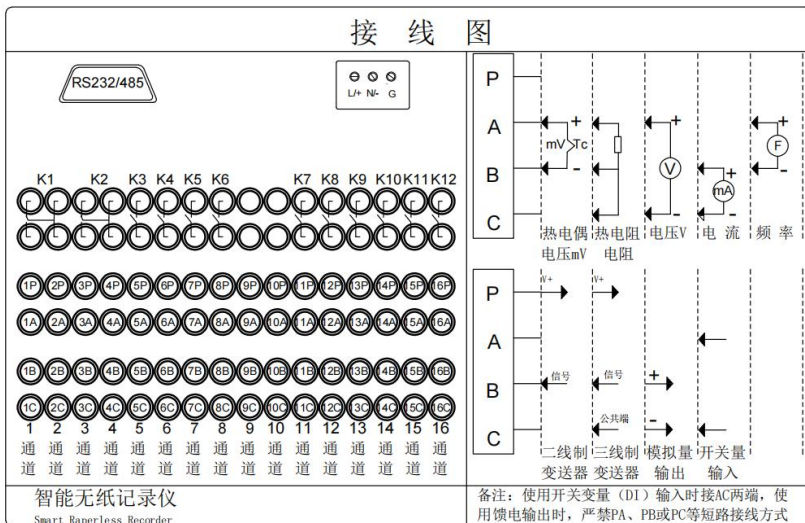 接 线 图
RS232/485
L/+ N/- G
K1 K2 K3 K4 K5 K6 K7 K8 K9 K10 K11 K12
1P 2P 3P 4P 5P 6P 7P 8P 9P 10P 11P 12P 13P 14P 15P 16P
1A 2A 3A 4A 5A 6A 7A 8A 9A 10A 11A 12A 13A 14A 15A 16A
1B 2B 3B 4B 5B 6B 7B 8B 9B 10B 11B 12B 13B 14B 15B 16B
1C 2C 3C 4C 5C 6C 7C 8C 9C 10C 11C 12C 13C 14C 15C 16C
1 2 3 4 5 6 7 8 9 10 11 12 13 14 15 16
通 通 通 通 通 通 通 通 通 通 通 通 通 通 通 通
道 道 道 道 道 道 道 道 道 道 道 道 道 道 道 道
智能无纸记录仪
Smart Raperless Recorder
P
A + + + F
B mV Tc - V + - mA
C - -
热电偶 热电阻 电压V 电 流 频 率
电压mV 电阻
P V+ V+
A
B 信号 信号 +
C 公共端 -
二线制 三线制 模拟量 开关量
变送器 变送器 输出 输入
备注：使用开关变量（DI）输入时接AC两端，使
用馈电输出时，严禁PA、PB或PC等短路接线方式